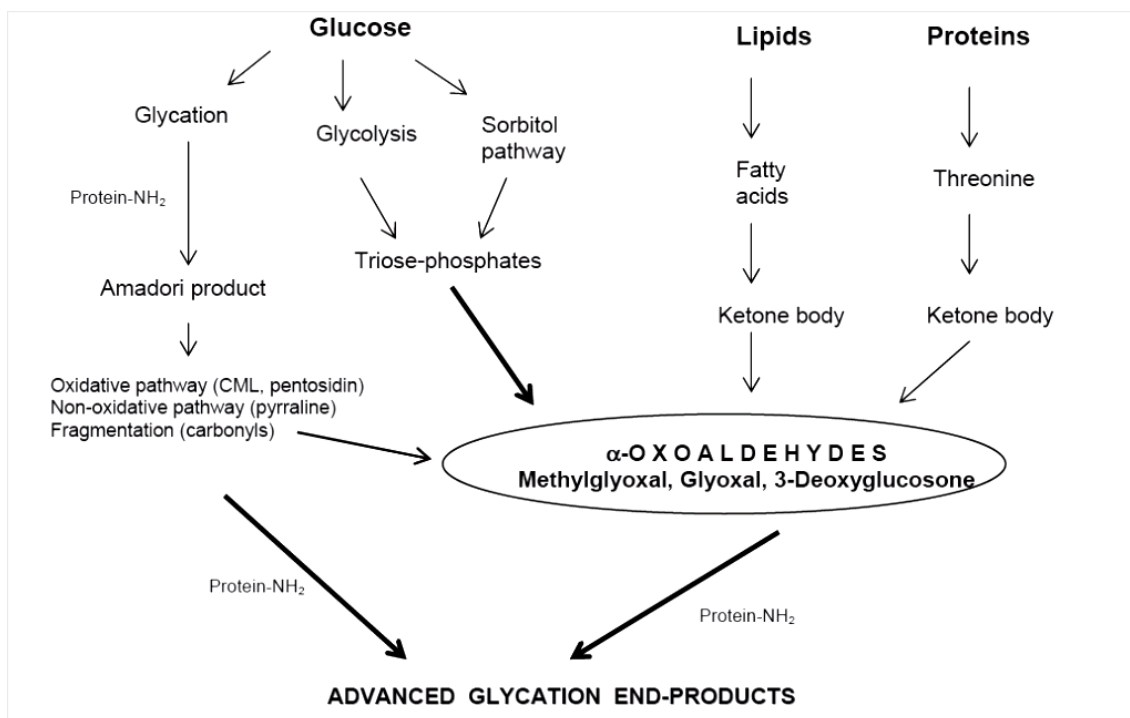 Glucose
Lipids
Proteins
Glycation
Glycolysis
Sorbitol
pathway
Fatty
acids
Threonine
Protein-NH₂
Triose-phosphates
Amadori product
Ketone body
Ketone body
Oxidative pathway (CML, pentosidin)
Non-oxidative pathway (pyrraline)
Fragmentation (carbonyls)
α-O X O A L D E H Y D E S
Methylglyoxal, Glyoxal, 3-Deoxyglucosone
Protein-NH₂
Protein-NH₂
ADVANCED GLYCATION END-PRODUCTS